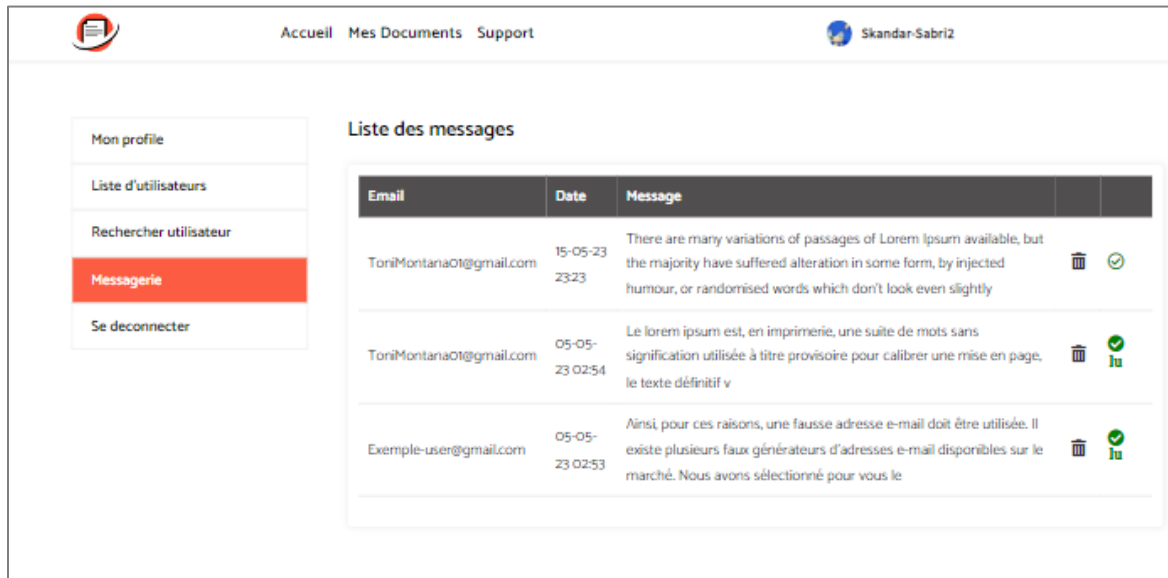 Accueil Mes Documents Support
Skandar-Sabri2
Mon profile
Liste d'utilisateurs
Rechercher utilisateur
Messagerie
Se deconnecter
Liste des messages
Email Date Message
ToniMontana01@gmail.com
15-05-23
23:23
There are many variations of passages of Lorem Ipsum available, but
the majority have suffered alteration in some form, by injected
humour, or randomised words which don't look even slightly
ToniMontana01@gmail.com
05-05-
23 02:54
Le lorem ipsum est, en imprimerie, une suite de mots sans
signification utilisée à titre provisoire pour calibrer une mise en page,
le texte définitif v
lu
Exemple-user@gmail.com
05-05-
23 02:53
Ainsi, pour ces raisons, une fausse adresse e-mail doit être utilisée. Il
existe plusieurs faux générateurs d'adresses e-mail disponibles sur le
marché. Nous avons sélectionné pour vous le
lu